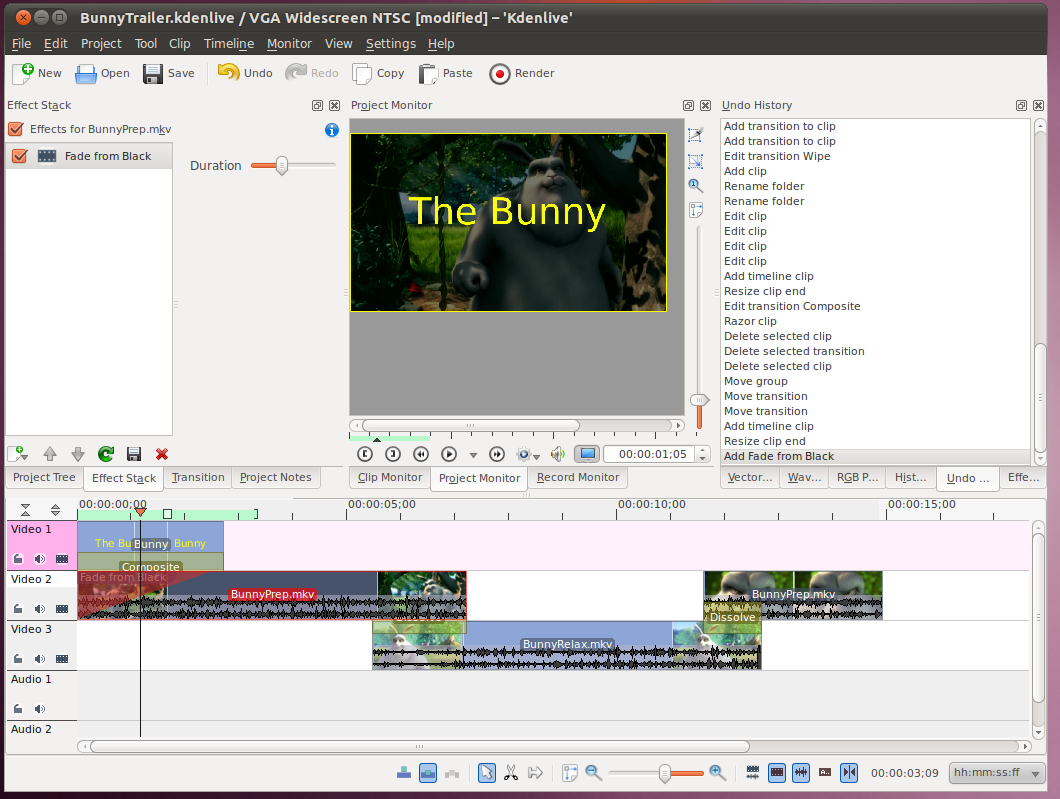 BunnyTrailer.kdenlive / VGA Widescreen NTSC [modified] – 'Kdenlive'
File Edit Project Tool Clip Timeline Monitor View Settings Help
New Open Save Undo Redo Copy Paste Render
Effect Stack
Effects for BunnyPrep.mkv
Fade from Black
Duration
Project Monitor
The Bunny
00:00:01;05
Undo History
Add transition to clip
Add transition to clip
Edit transition Wipe
Add clip
Rename folder
Rename folder
Edit clip
Edit clip
Edit clip
Edit clip
Add timeline clip
Resize clip end
Edit transition Composite
Razor clip
Delete selected clip
Delete selected transition
Delete selected clip
Move group
Move transition
Move transition
Add timeline clip
Resize clip end
Add Fade from Black
Project Tree Effect Stack Transition Project Notes
Clip Monitor Project Monitor Record Monitor
Vector... Wav... RGB P... Hist... Undo ... Effe...
00:00:00;00 00:00:05;00 00:00:10;00 00:00:15;00
Video 1
The Bu Bunny Bunny
Composite
Video 2
Fade from Black
BunnyPrep.mkv
BunnyPrep.mkv
Dissolve
Video 3
BunnyRelax.mkv
Audio 1
Audio 2
00:00:03;09 hh:mm:ss:ff